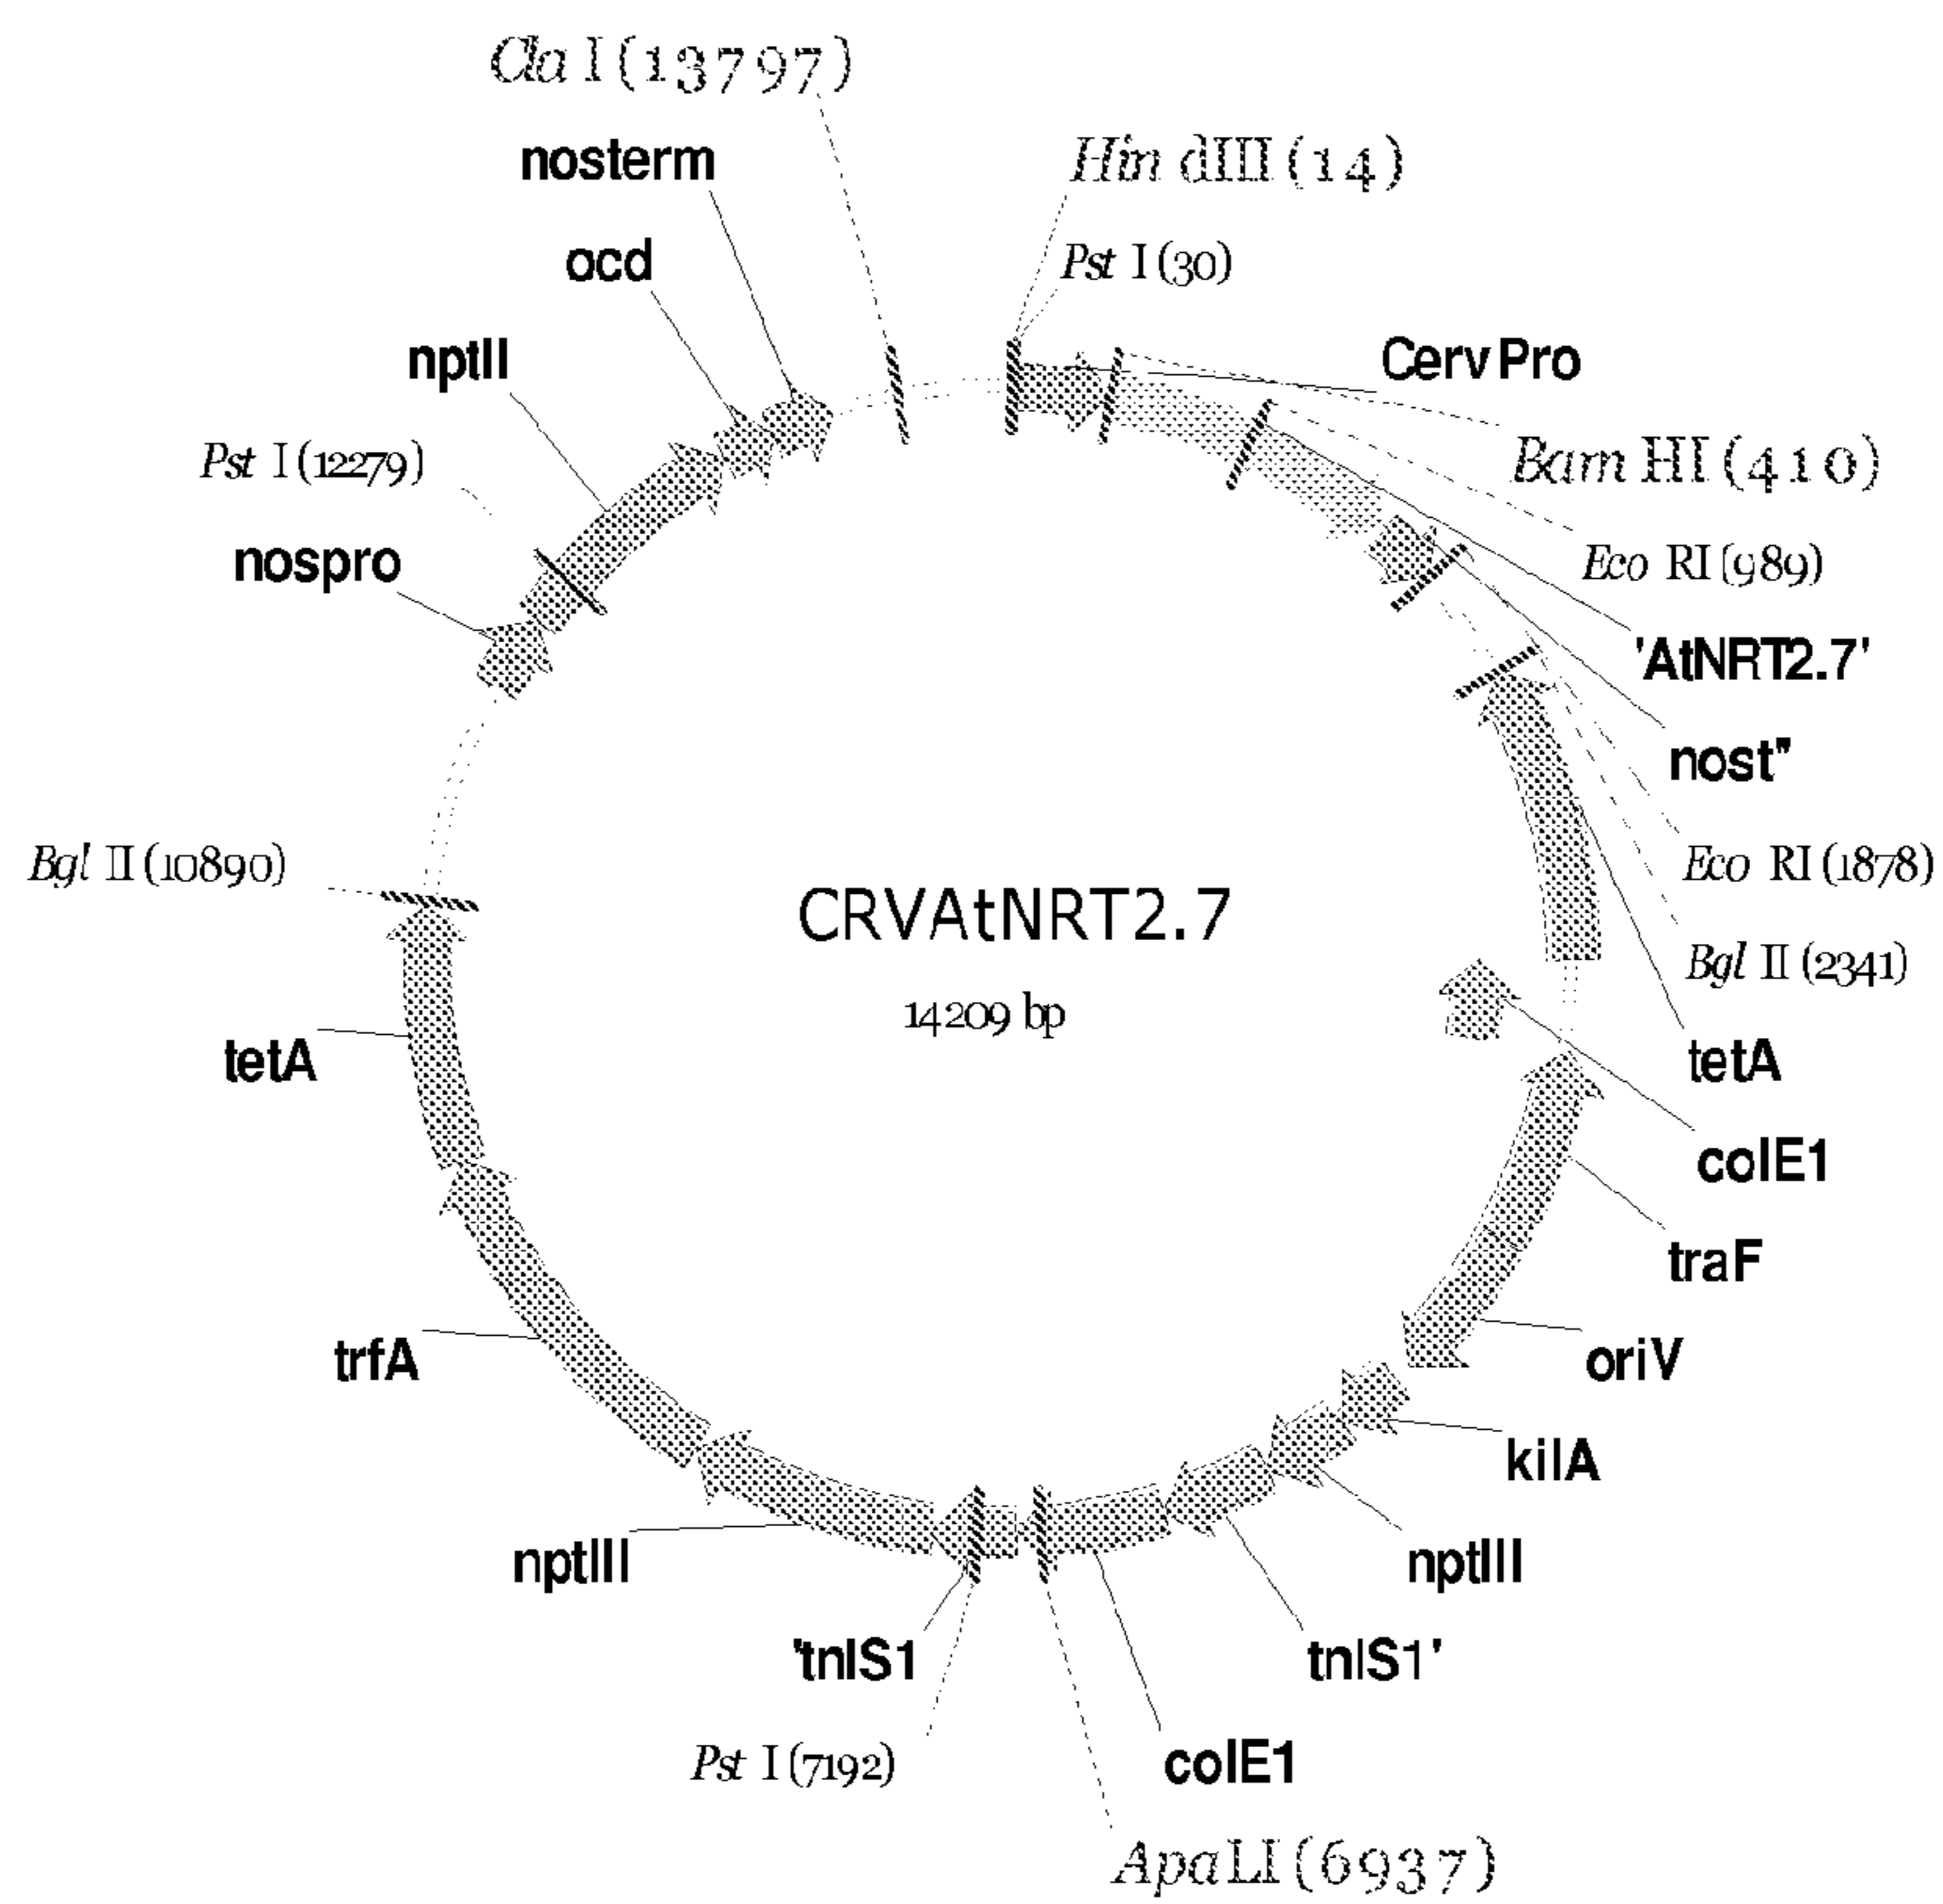 Cla I (13797)
nosterm
ocd
nptII
Pst I (12279)
nospro
Bgl II (10890)
tetA
trfA
nptIII
'tnIS1
Pst I (7192)
Hin dIII (14)
Pst I (30)
CervPro
Bam HI (410)
Eco RI (989)
'AtNRT2.7'
nost"
Eco RI (1878)
Bgl II (2341)
tetA
colE1
traF
oriV
kilA
nptIII
tnIS1'
colE1
ApaLI (6937)
CRVAtNRT2.7
14209 bp